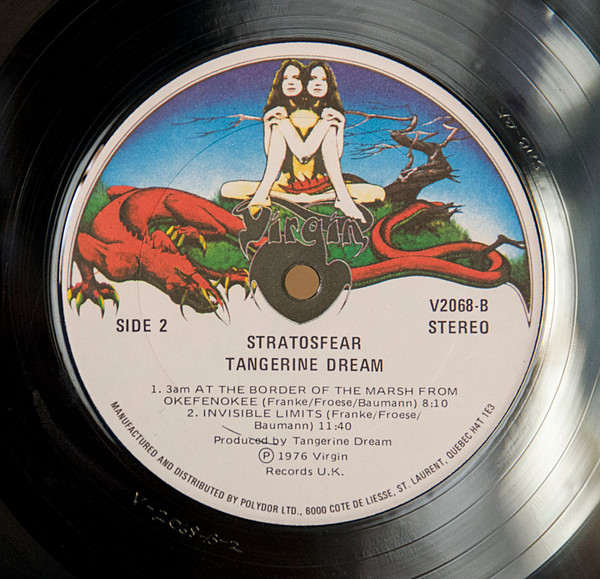 Virgin
V2068-B
SIDE 2
STEREO
STRATOSFEAR
TANGERINE DREAM
1. 3am AT THE BORDER OF THE MARSH FROM
OKEFENOKEE (Franke/Froese/Baumann) 8:10
2. INVISIBLE LIMITS (Franke/Froese/
Baumann) 11:40
Produced by Tangerine Dream
Ⓟ 1976 Virgin
Records U.K.
MANUFACTURED AND DISTRIBUTED BY POLYDOR LTD., 6000 COTE DE LIESSE, ST. LAURENT, QUEBEC H4T 1E3
V-2068-B-2